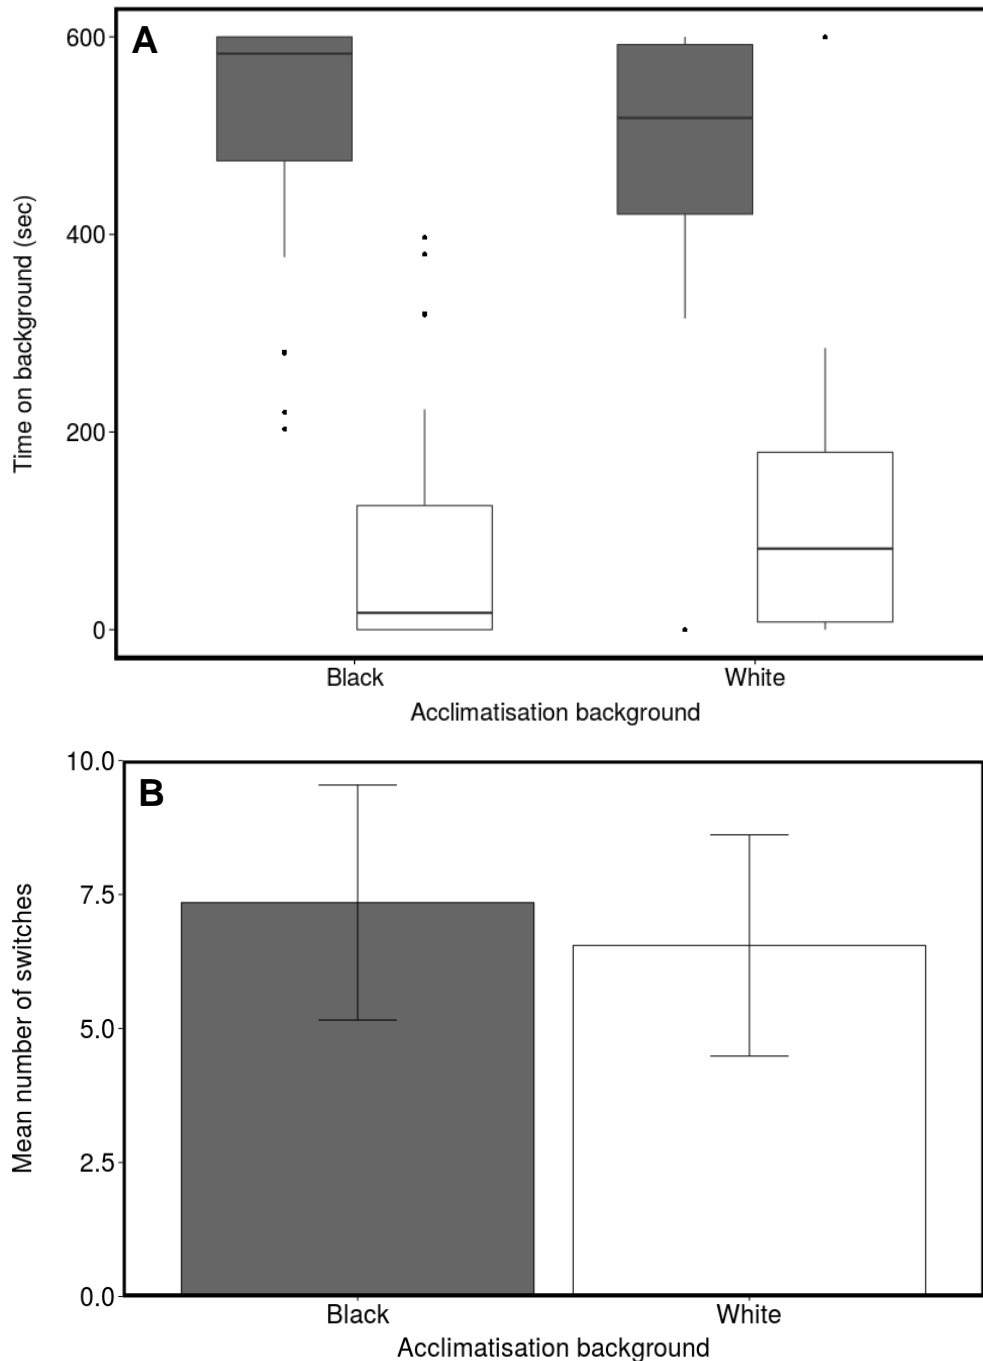 A
600
400
200
0
Time on background (sec)
Black
White
Acclimatisation background
B
10.0
7.5
5.0
2.5
0.0
Mean number of switches
Black
White
Acclimatisation background